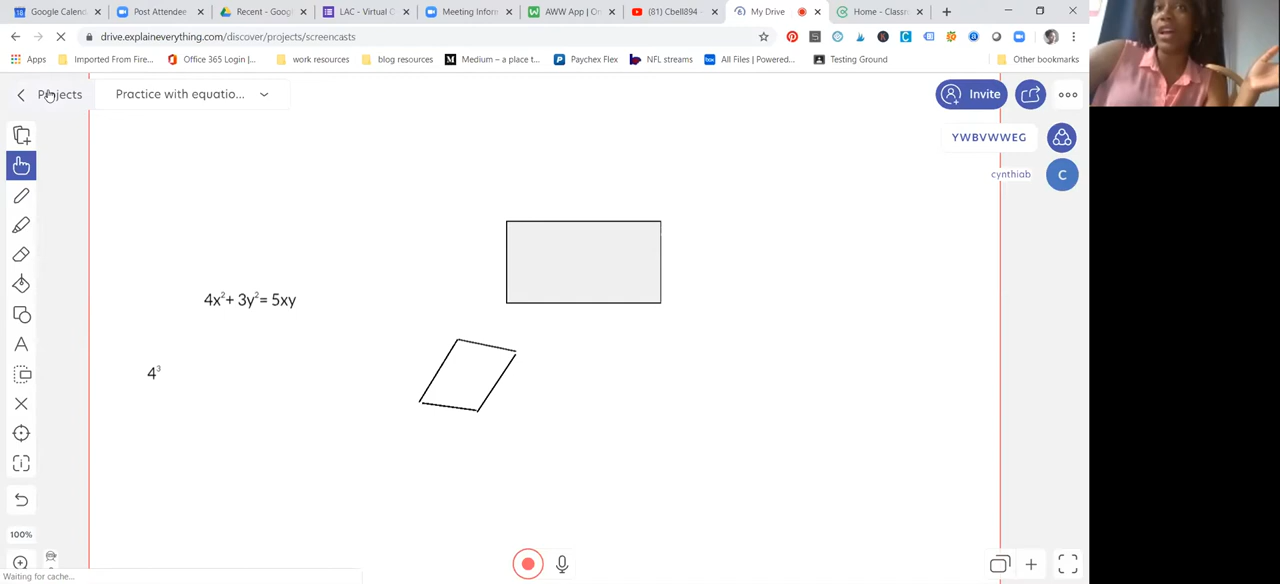 Google Calend
Post Attendee
Recent - Googl
LAC - Virtual C
Meeting Inform
AWW App | On
(81) Cbell894 -
My Drive
Home - Classr
drive.explaineverything.com/discover/projects/screencasts
Apps
Imported From Fire...
Office 365 Login |...
work resources
blog resources
Medium – a place t...
Paychex Flex
NFL streams
All Files | Powered...
Testing Ground
Other bookmarks
Projects
Practice with equatio...
Invite
YWBVWWEG
cynthiab
C
4x²+ 3y²= 5xy
4³
A
100%
Waiting for cache...